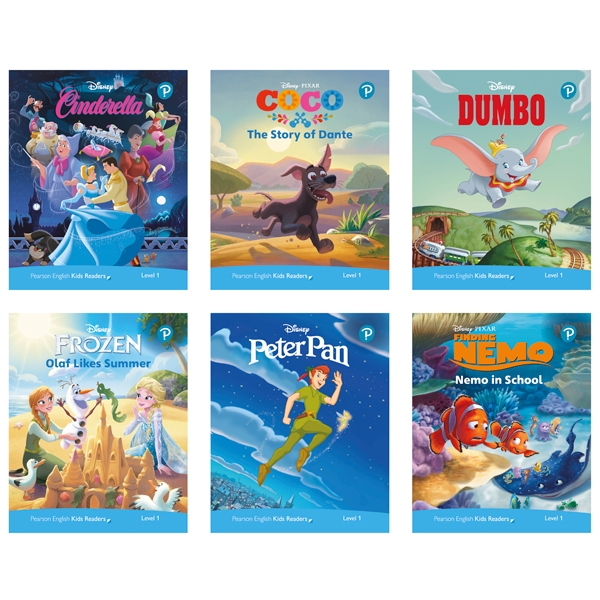 Disney
Cinderella
P
Pearson English Kids Readers
Level 1
Disney PIXAR
COCO
The Story of Dante
P
Pearson English Kids Readers
Level 1
Disney
DUMBO
P
Pearson English Kids Readers
Level 1
Disney
FROZEN
Olaf Likes Summer
P
Pearson English Kids Readers
Level 1
Disney
Peter Pan
P
Pearson English Kids Readers
Level 1
Disney PIXAR
FINDING
NEMO
Nemo in School
P
Pearson English Kids Readers
Level 1